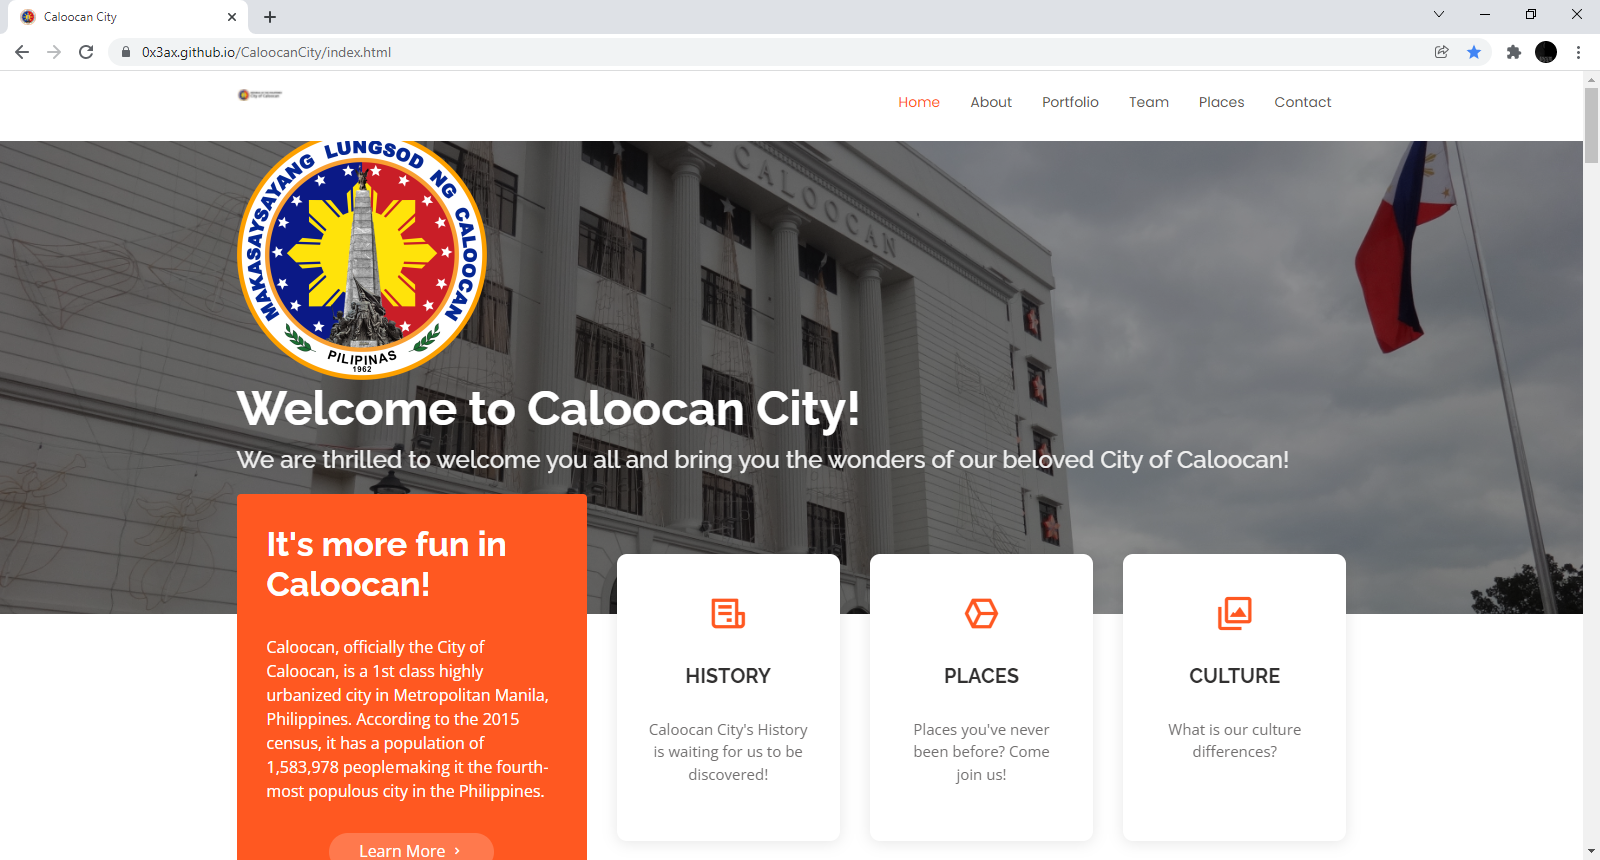 Caloocan City
0x3ax.github.io/CaloocanCity/index.html
City of Caloocan
Home About Portfolio Team Places Contact
MAKASAYSAYANG LUNGSOD NG CALOOCAN
PILIPINAS
1962
CALOOCAN
Welcome to Caloocan City!
We are thrilled to welcome you all and bring you the wonders of our beloved City of Caloocan!
It's more fun in
Caloocan!
Caloocan, officially the City of
Caloocan, is a 1st class highly
urbanized city in Metropolitan Manila,
Philippines. According to the 2015
census, it has a population of
1,583,978 peoplemaking it the fourth-
most populous city in the Philippines.
Learn More
HISTORY
Caloocan City's History
is waiting for us to be
discovered!
PLACES
Places you've never
been before? Come
join us!
CULTURE
What is our culture
differences?